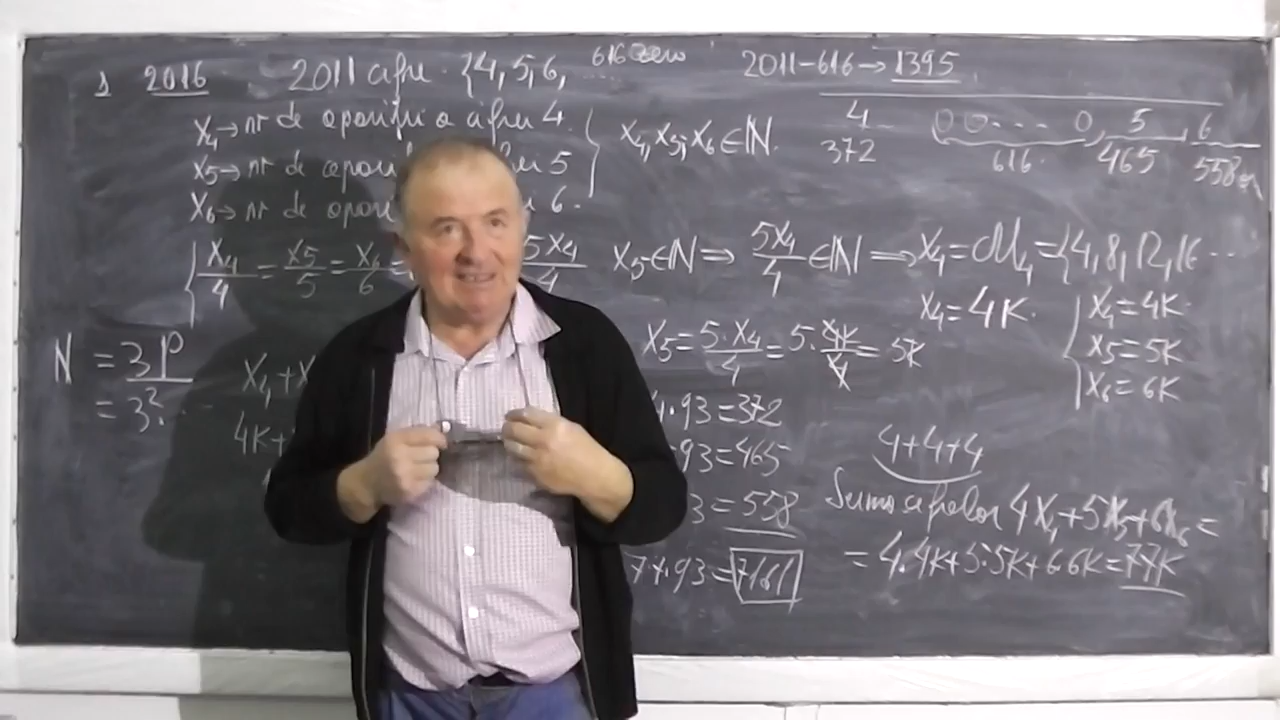 1 2016 2011 cifre {4,5,6, 616 zero 2011-616→1395
x₄→ nr de apariții a cifrei 4.
x₅→ nr de 5
x₆→ nr de 6.
x₄, x₅, x₆ ∈ N.
4 00...0, 5, 6
372 616 465 558
x₄/4 = x₅/5 = x₆/6 = 5x₄/4
x₅∈N ⇒ 5x₄/4 ∈N ⇒ x₄=M₄={4,8,12,16...
x₄=4K.
x₄=4K
x₅=5K
x₆=6K
x₅=5·x₄/4=5·4K/4=5K
N =3P
=3²·
x₄+x
4K+
4·93=372
93=465
3=558
77·93=7161
4+4+4
Suma cifrelor 4x₄+5x₅+6x₆=
=4·4K+5·5K+6·6K=77K